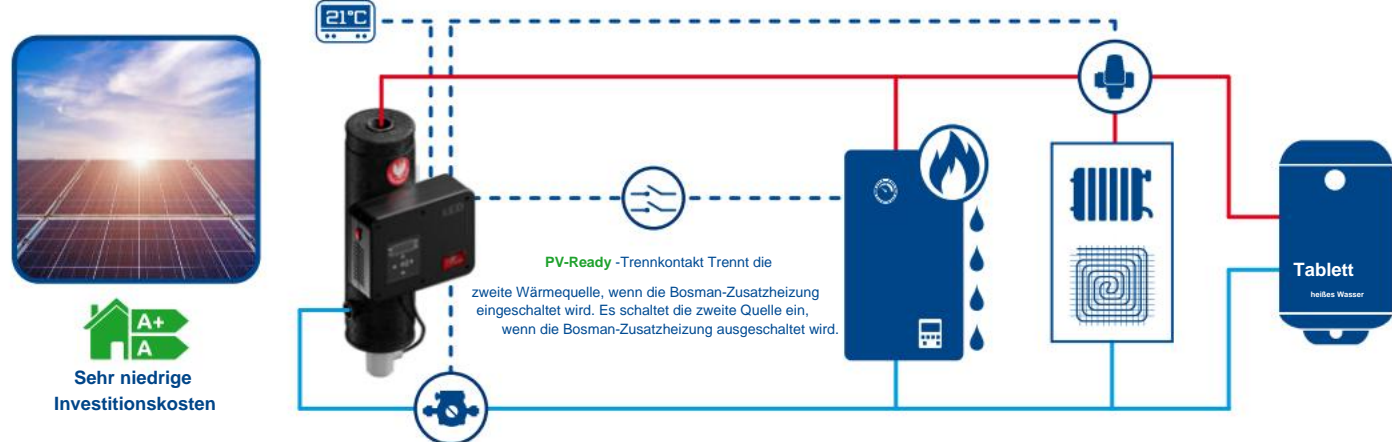 21°C
A+
A
Sehr niedrige
Investitionskosten
PV-Ready -Trennkontakt Trennt die
zweite Wärmequelle, wenn die Bosman-Zusatzheizung
eingeschaltet wird. Es schaltet die zweite Quelle ein,
wenn die Bosman-Zusatzheizung ausgeschaltet wird.
Tablett
heißes Wasser